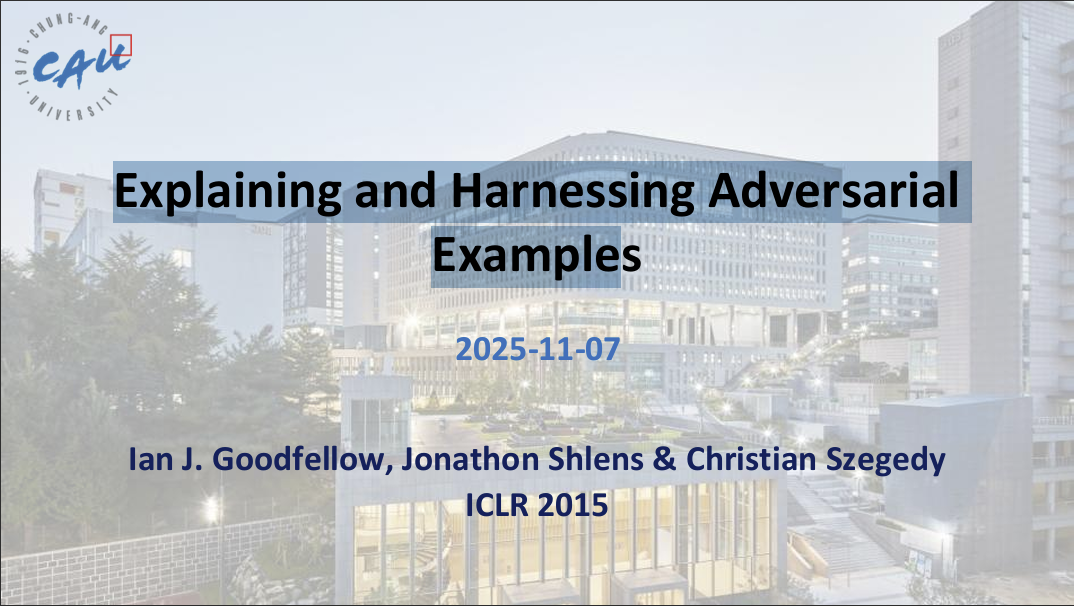 1916 · CHUNG-ANG · UNIVERSITY ·
CAU
Explaining and Harnessing Adversarial
Examples
2025-11-07
Ian J. Goodfellow, Jonathon Shlens & Christian Szegedy
ICLR 2015